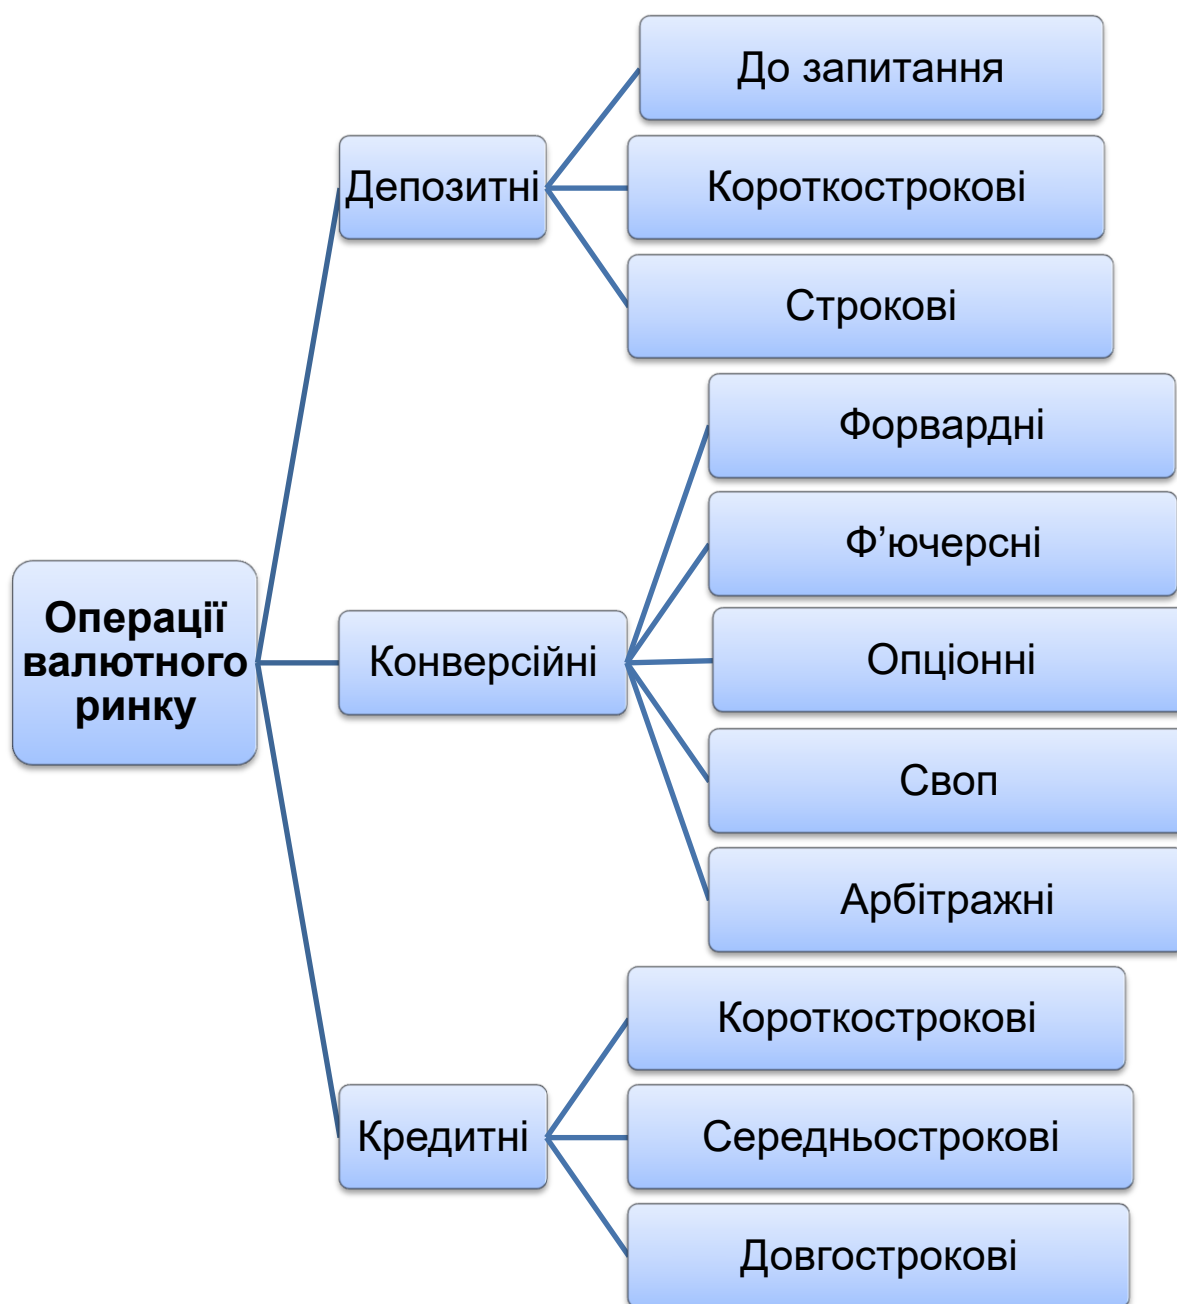 Операції
валютного
ринку
Депозитні
До запитання
Короткострокові
Строкові
Конверсійні
Форвардні
Ф’ючерсні
Опціонні
Своп
Арбітражні
Кредитні
Короткострокові
Середньострокові
Довгострокові